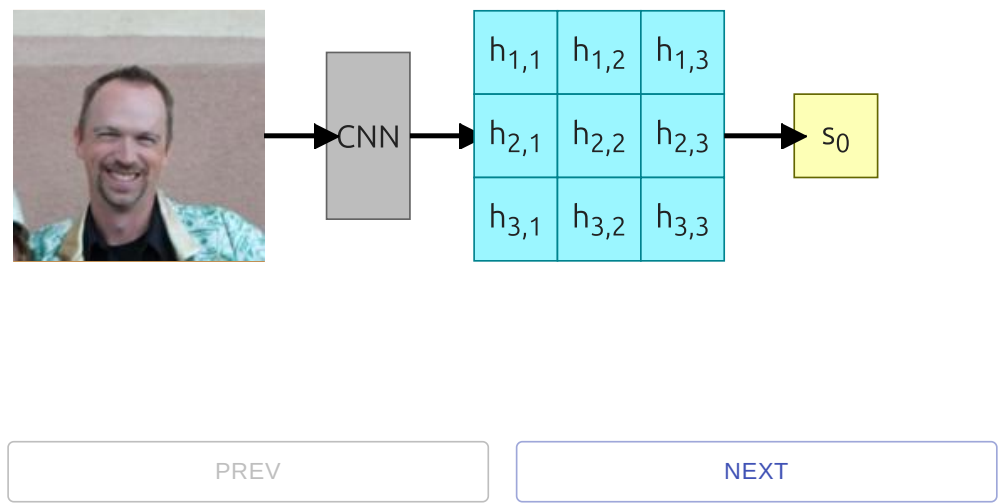 CNN
h1,1 h1,2 h1,3
h2,1 h2,2 h2,3
h3,1 h3,2 h3,3
s0
PREV NEXT